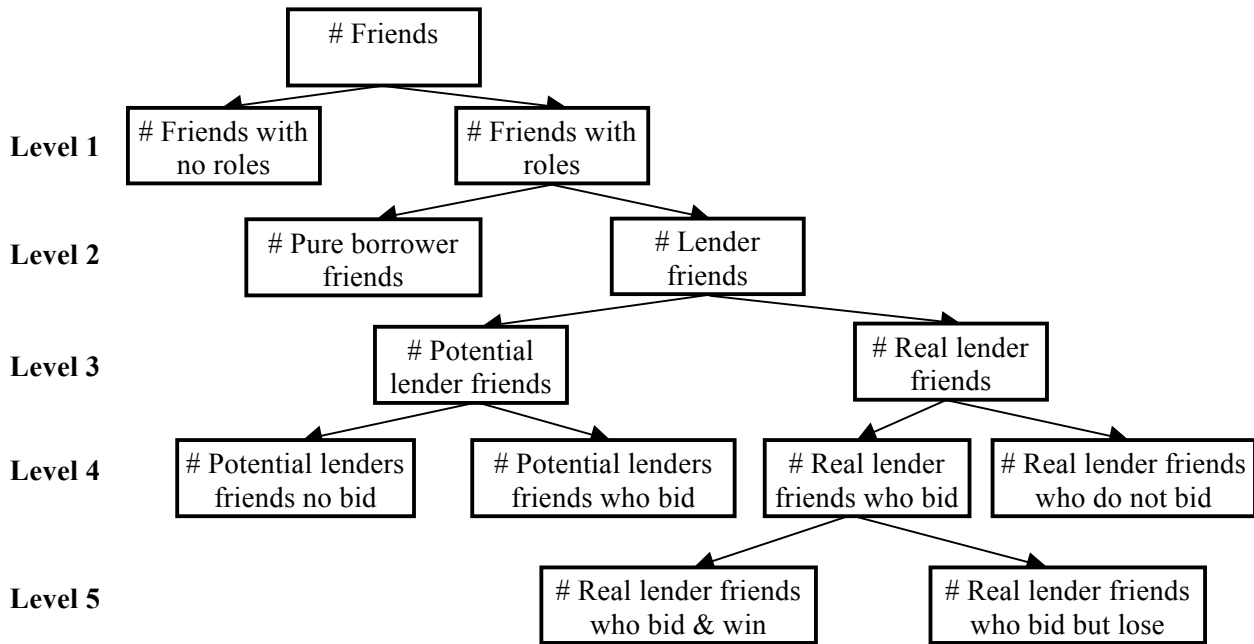 # Friends
Level 1
# Friends with
no roles
# Friends with
roles
Level 2
# Pure borrower
friends
# Lender
friends
Level 3
# Potential
lender friends
# Real lender
friends
Level 4
# Potential lenders
friends no bid
# Potential lenders
friends who bid
# Real lender
friends who bid
# Real lender friends
who do not bid
Level 5
# Real lender friends
who bid & win
# Real lender friends
who bid but lose